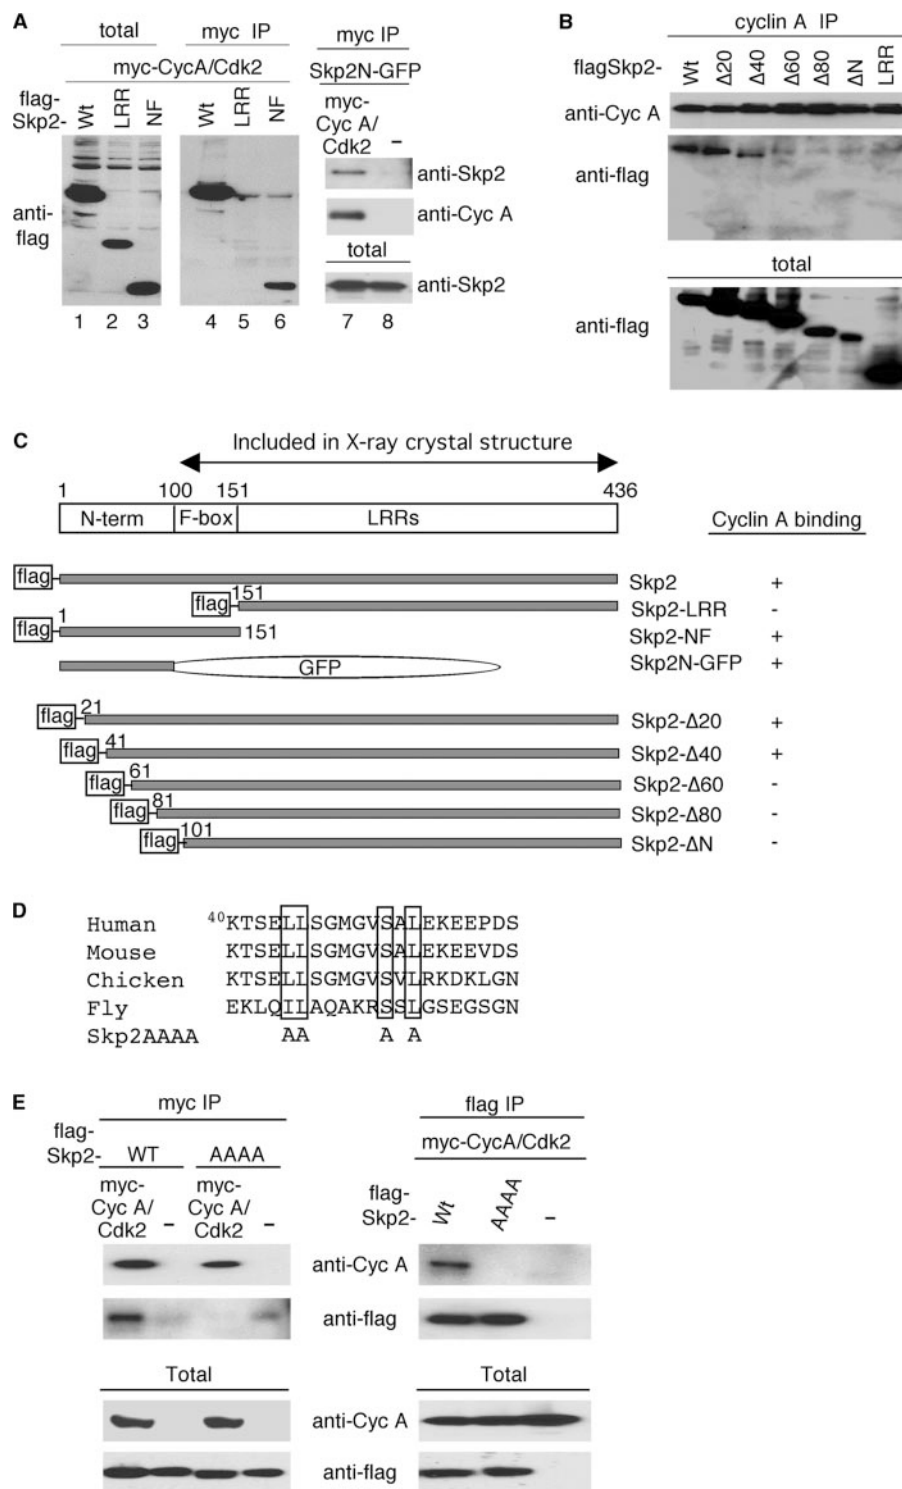 A
total myc IP myc IP
myc-CycA/Cdk2 Skp2N-GFP
flag-
Skp2-
Wt LRR NF Wt LRR NF
myc-
Cyc A/
Cdk2 –
anti-
flag
anti-Skp2
anti-Cyc A
total
anti-Skp2
1 2 3 4 5 6 7 8
B
cyclin A IP
flagSkp2- Wt Δ20 Δ40 Δ60 Δ80 ΔN LRR
anti-Cyc A
anti-flag
total
anti-flag
C
Included in X-ray crystal structure
1 100 151 436
N-term F-box LRRs
Cyclin A binding
flag Skp2 +
flag 151 Skp2-LRR -
flag 1 151 Skp2-NF +
GFP Skp2N-GFP +
flag 21 Skp2-Δ20 +
flag 41 Skp2-Δ40 +
flag 61 Skp2-Δ60 -
flag 81 Skp2-Δ80 -
flag 101 Skp2-ΔN -
D
Human 40 KTSELLSGMGVSALEKEEPDS
Mouse KTSELLSGMGVSALEKEEVDS
Chicken KTSELLSGMGVSVLRKDKLGN
Fly EKLQIILAQAKRSSLGSEGSGN
Skp2AAAA AA A A
E
myc IP
flag-
Skp2- WT AAAA
myc-
Cyc A/
Cdk2 –
myc-
Cyc A/
Cdk2 –
flag IP
myc-CycA/Cdk2
flag-
Skp2- Wt AAAA –
anti-Cyc A
anti-flag
Total Total
anti-Cyc A
anti-flag